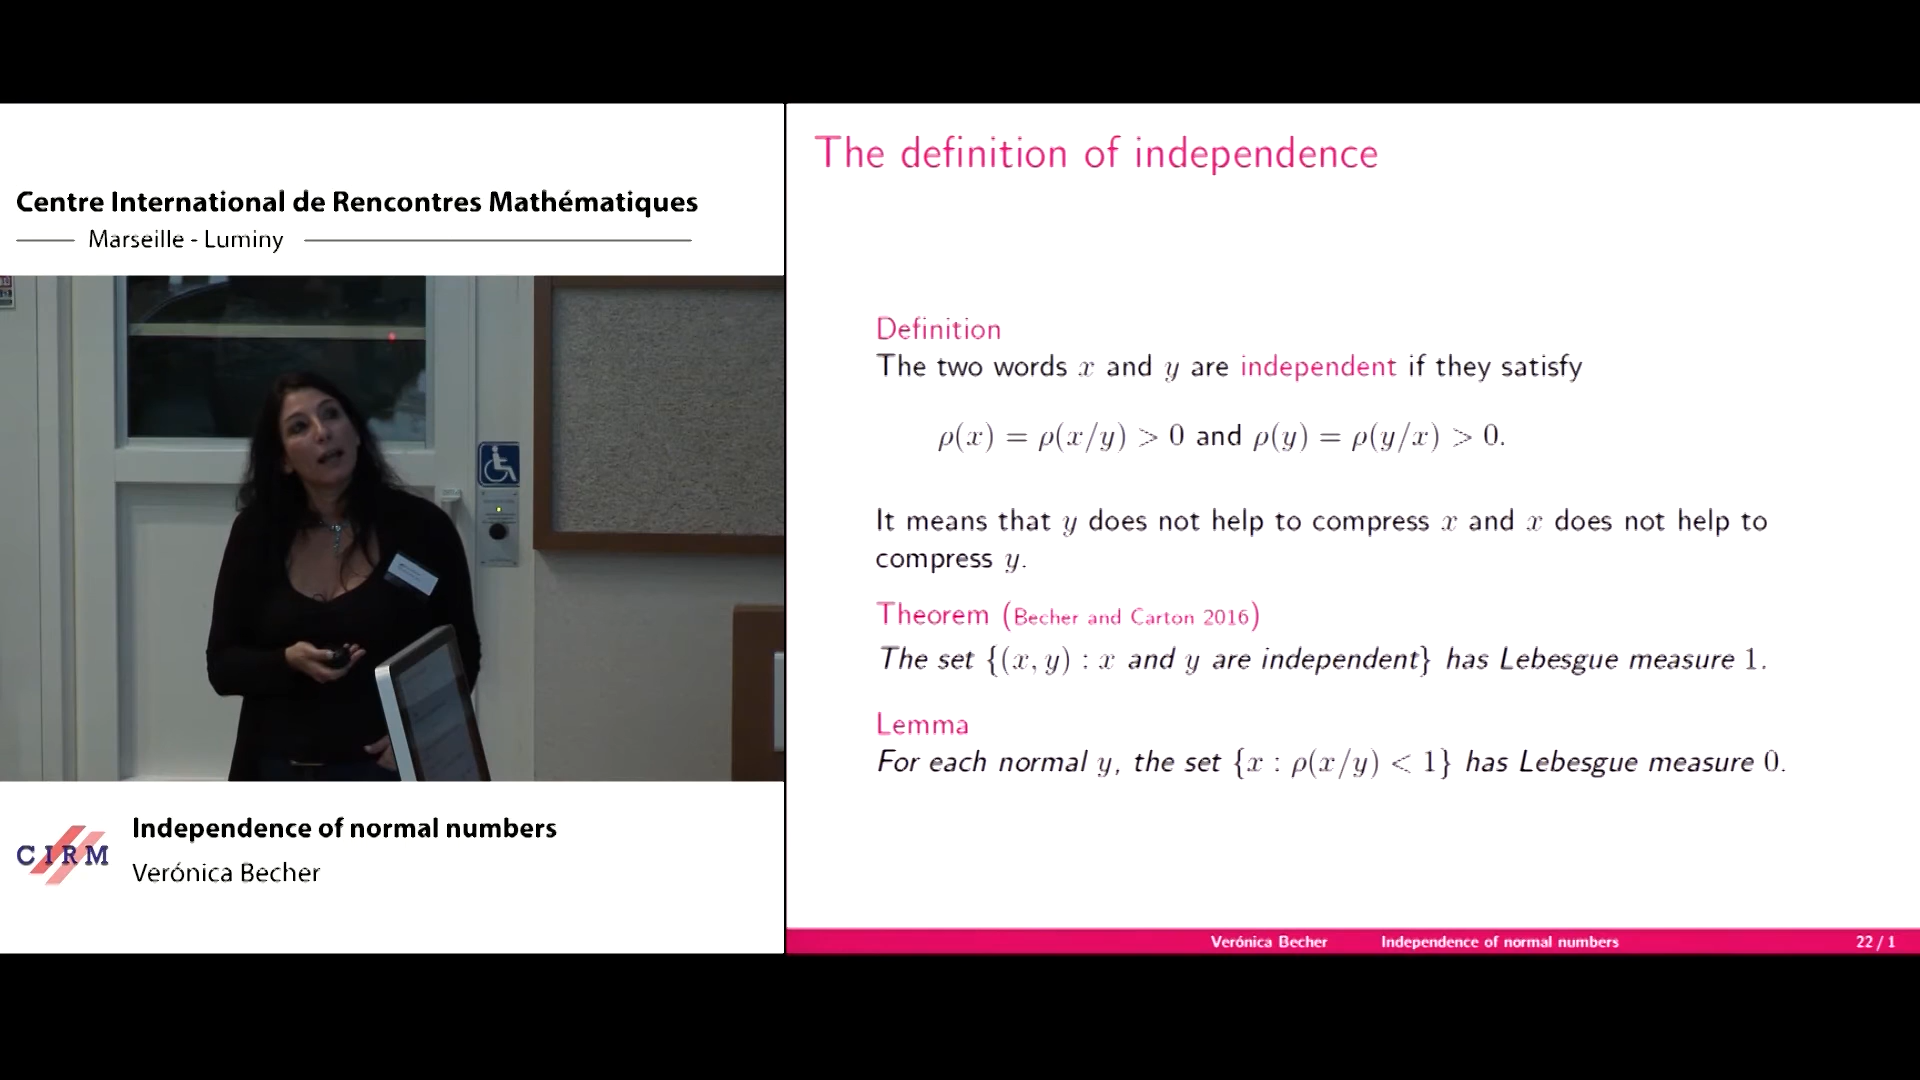 Centre International de Rencontres Mathématiques
Marseille - Luminy
CIRM
Independence of normal numbers
Verónica Becher
The definition of independence
Definition
The two words x and y are independent if they satisfy
ρ(x) = ρ(x/y) > 0 and ρ(y) = ρ(y/x) > 0.
It means that y does not help to compress x and x does not help to
compress y.
Theorem (Becher and Carton 2016)
The set {(x, y) : x and y are independent} has Lebesgue measure 1.
Lemma
For each normal y, the set {x : ρ(x/y) < 1} has Lebesgue measure 0.
Verónica Becher Independence of normal numbers 22 / 1